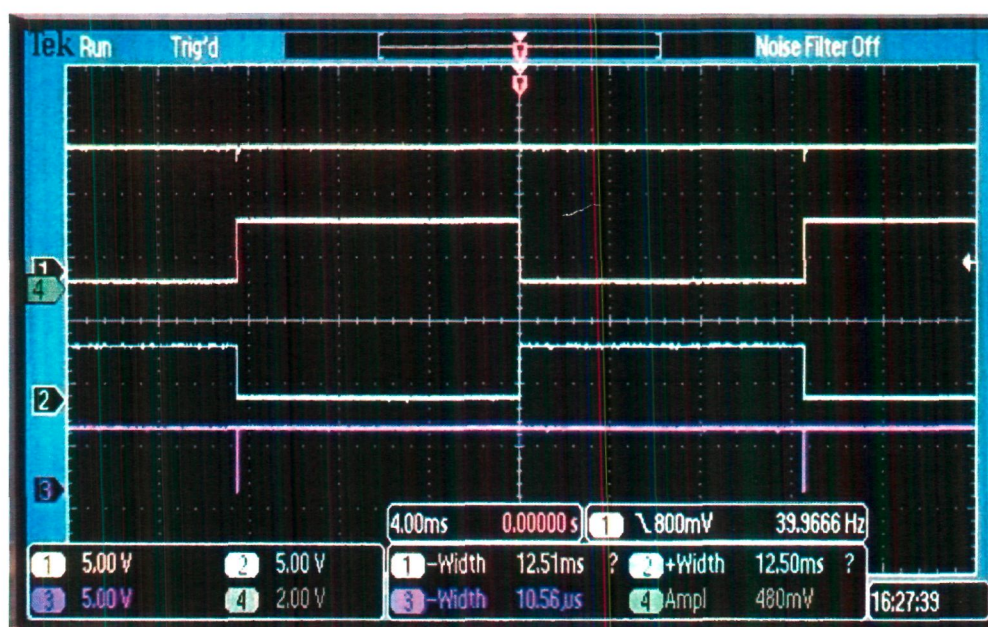 Tek Run Trig'd Noise Filter Off
T
T
1
4
2
3
4.00ms 0.00000 s 1 \ 800mV 39.9666 Hz
1 5.00 V 2 5.00 V 1 −Width 12.51ms ? 2 +Width 12.50ms ?
3 5.00 V 4 2.00 V 3 −Width 10.56µs 4 Ampl 480mV 16:27:39